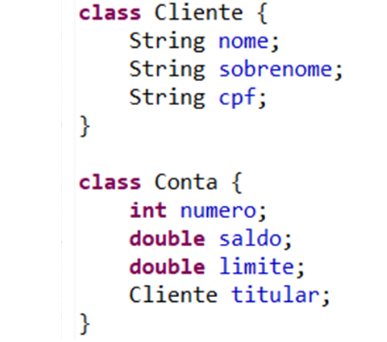 class Cliente {
    String nome;
    String sobrenome;
    String cpf;
}

class Conta {
    int numero;
    double saldo;
    double limite;
    Cliente titular;
}